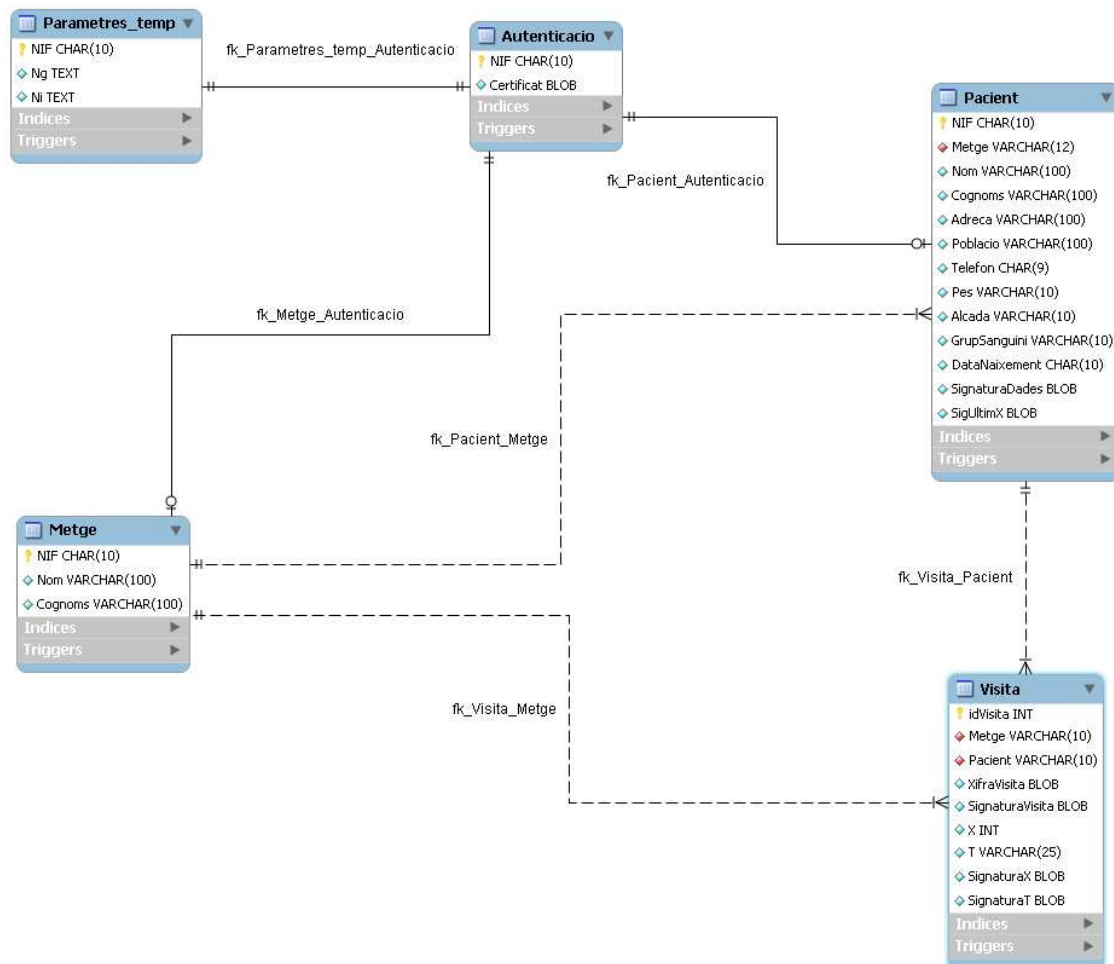 Parametres_temp
NIF CHAR(10)
Ng TEXT
Ni TEXT
Indices
Triggers
fk_Parametres_temp_Autenticacio
Autenticacio
NIF CHAR(10)
Certificat BLOB
Indices
Triggers
fk_Pacient_Autenticacio
Pacient
NIF CHAR(10)
Metge VARCHAR(12)
Nom VARCHAR(100)
Cognoms VARCHAR(100)
Adreca VARCHAR(100)
Poblacio VARCHAR(100)
Telefon CHAR(9)
Pes VARCHAR(10)
Alcada VARCHAR(10)
GrupSanguini VARCHAR(10)
DataNaixement CHAR(10)
SignaturaDades BLOB
SigUltimX BLOB
Indices
Triggers
fk_Metge_Autenticacio
fk_Pacient_Metge
Metge
NIF CHAR(10)
Nom VARCHAR(100)
Cognoms VARCHAR(100)
Indices
Triggers
fk_Visita_Pacient
fk_Visita_Metge
Visita
idVisita INT
Metge VARCHAR(10)
Pacient VARCHAR(10)
XifraVisita BLOB
SignaturaVisita BLOB
X INT
T VARCHAR(25)
SignaturaX BLOB
SignaturaT BLOB
Indices
Triggers